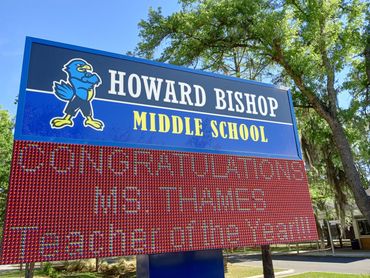 HOWARD BISHOP
MIDDLE SCHOOL
CONGRATULATIONS
MS. THAMES
Teacher of the Year!!!